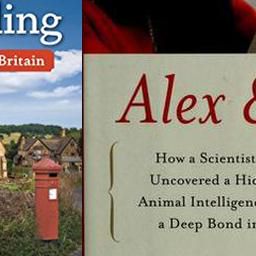 ling
Britain
Alex &
How a Scientist
Uncovered a Hid
Animal Intelligence
a Deep Bond in